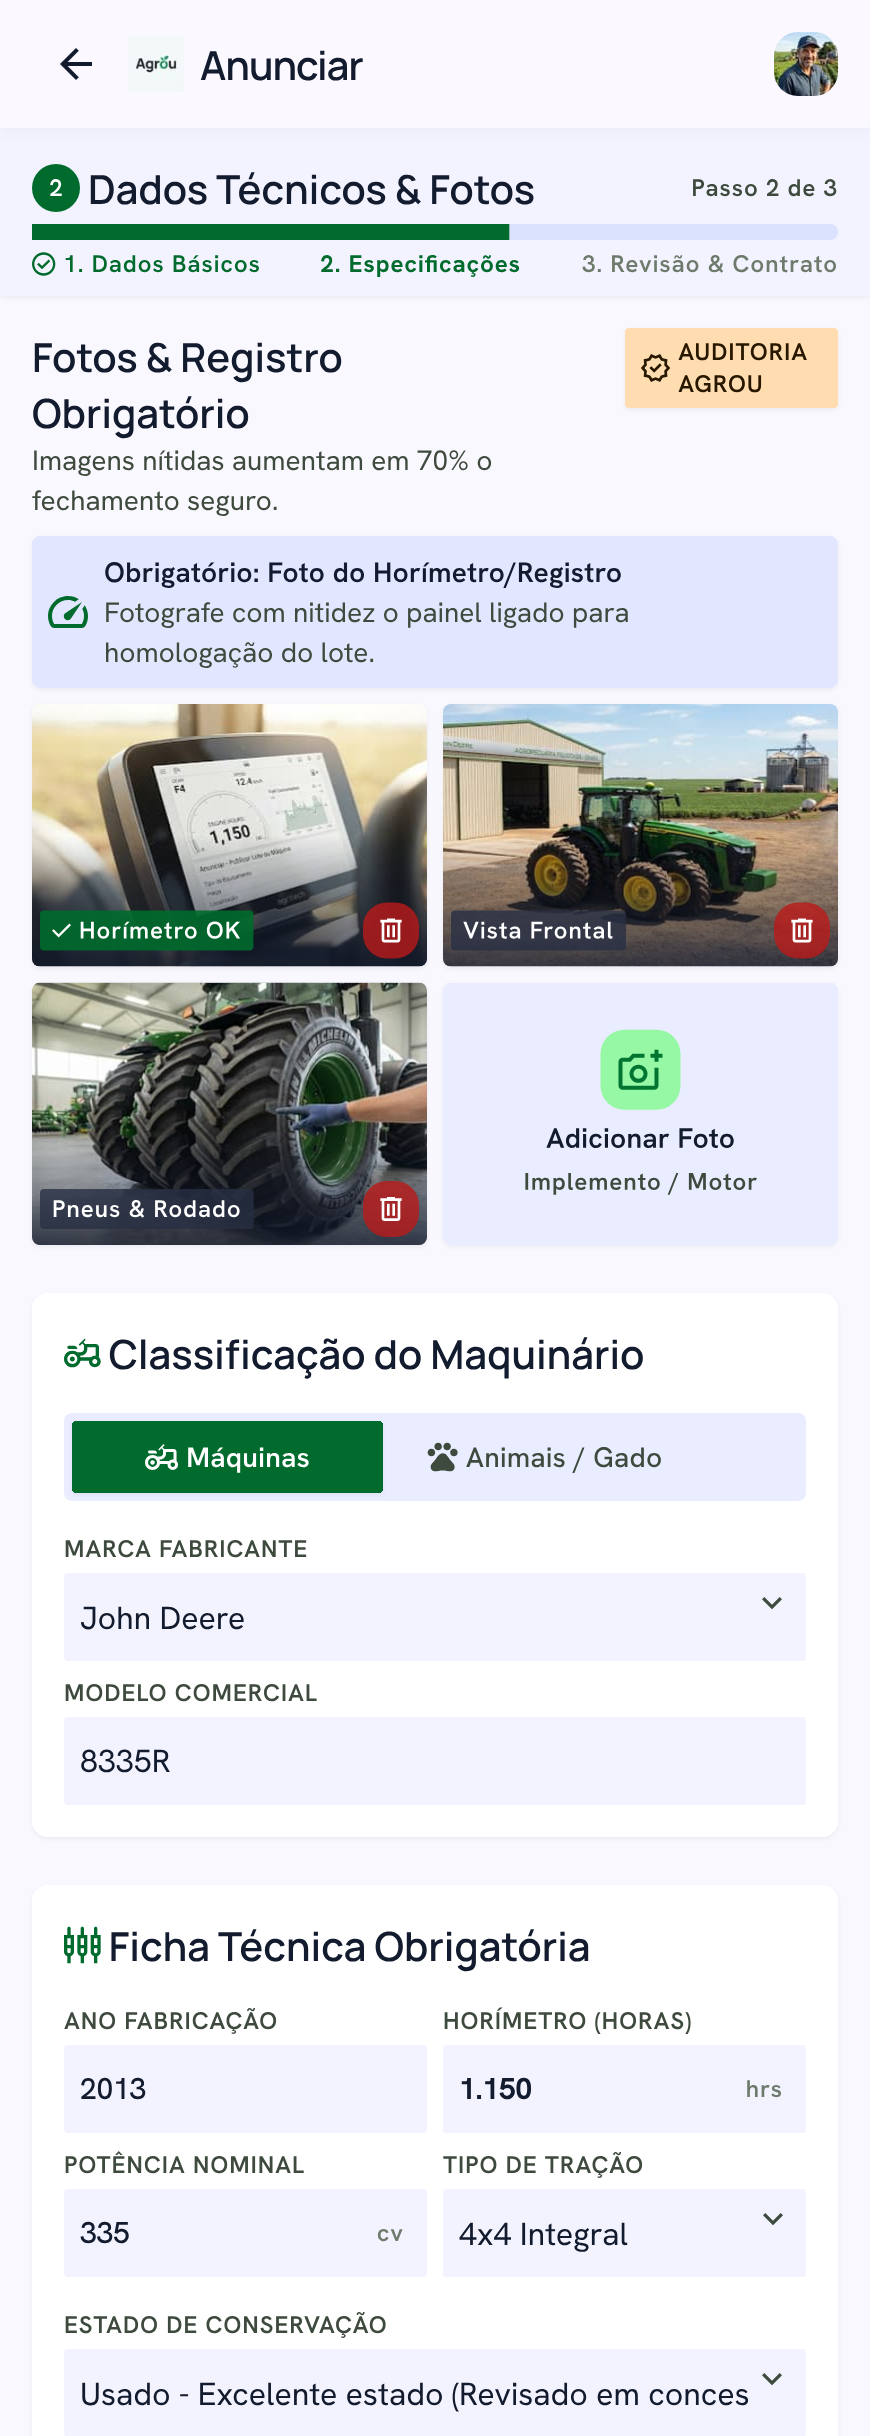 Agrou
Anunciar
2
Dados Técnicos & Fotos
Passo 2 de 3
1. Dados Básicos
2. Especificações
3. Revisão & Contrato
Fotos & Registro
Obrigatório
AUDITORIA
AGROU
Imagens nítidas aumentam em 70% o
fechamento seguro.
Obrigatório: Foto do Horímetro/Registro
Fotografe com nitidez o painel ligado para
homologação do lote.
F4
12.4
1,150
Horímetro OK
Vista Frontal
MICHELIN
Pneus & Rodado
Adicionar Foto
Implemento / Motor
Classificação do Maquinário
Máquinas
Animais / Gado
MARCA FABRICANTE
John Deere
MODELO COMERCIAL
8335R
Ficha Técnica Obrigatória
ANO FABRICAÇÃO
HORÍMETRO (HORAS)
2013
1.150
hrs
POTÊNCIA NOMINAL
TIPO DE TRAÇÃO
335
cv
4x4 Integral
ESTADO DE CONSERVAÇÃO
Usado - Excelente estado (Revisado em conces